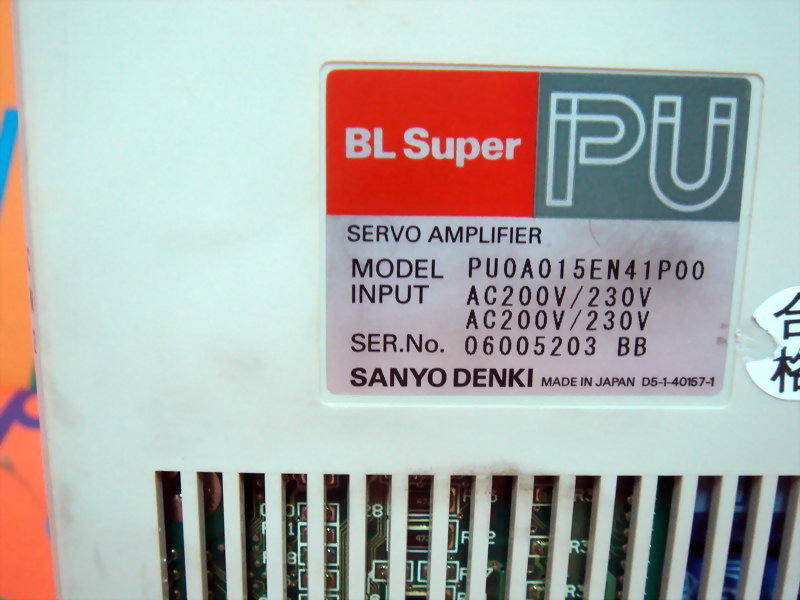 BL Super PU
SERVO AMPLIFIER
MODEL PU0A015EN41P00
INPUT AC200V/230V
AC200V/230V
SER.No. 06005203 BB
SANYO DENKI MADE IN JAPAN D5-1-40157-1
合
格